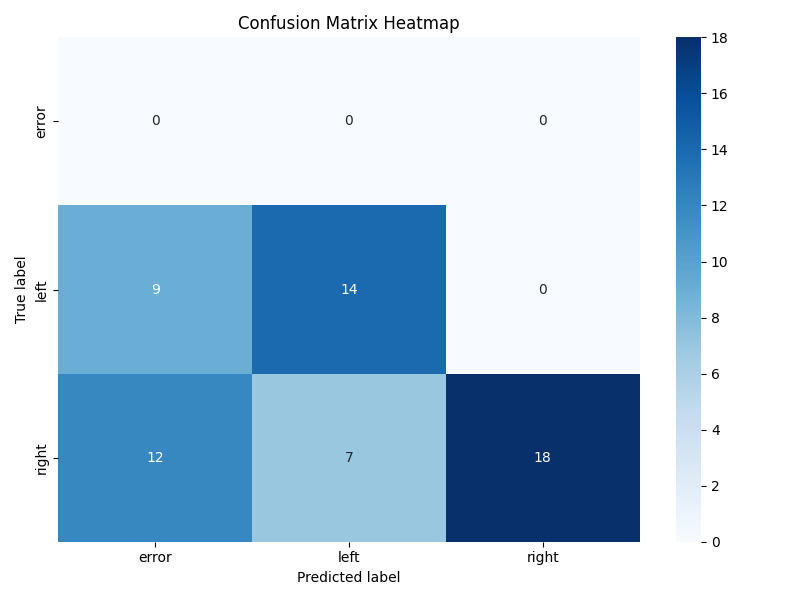 Confusion Matrix Heatmap
True label
error
left
right
0 0 0
9 14 0
12 7 18
error left right
Predicted label
18
16
14
12
10
8
6
4
2
0